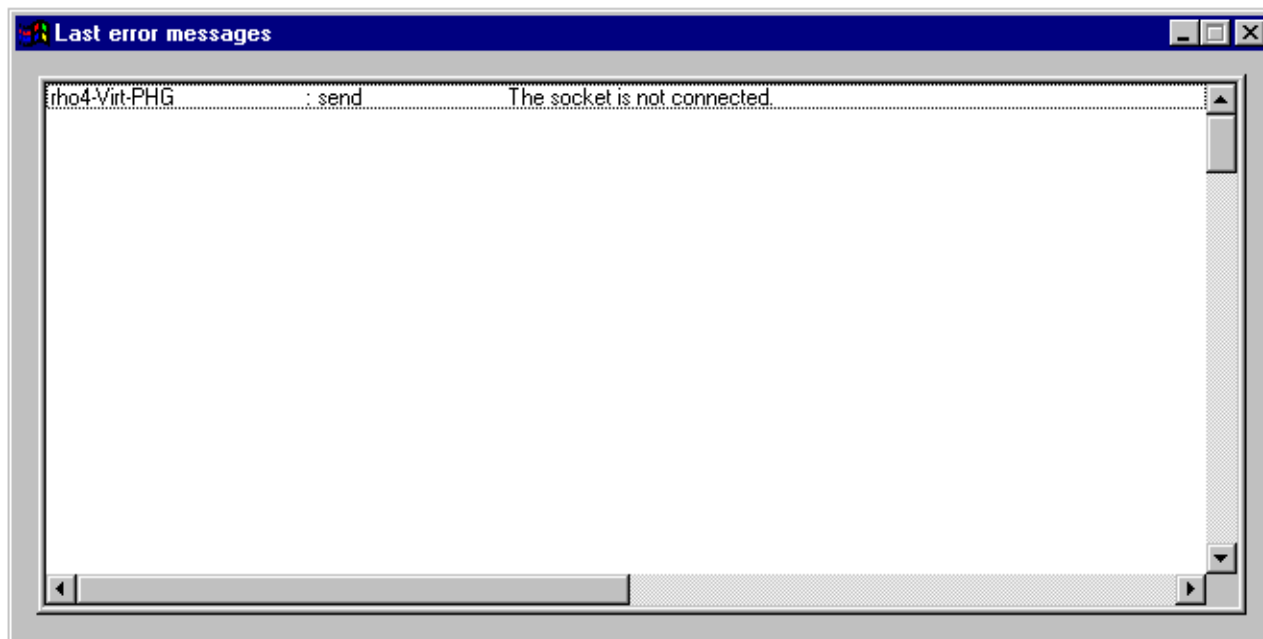 Last error messages
rho4-Virt-PHG : send The socket is not connected.